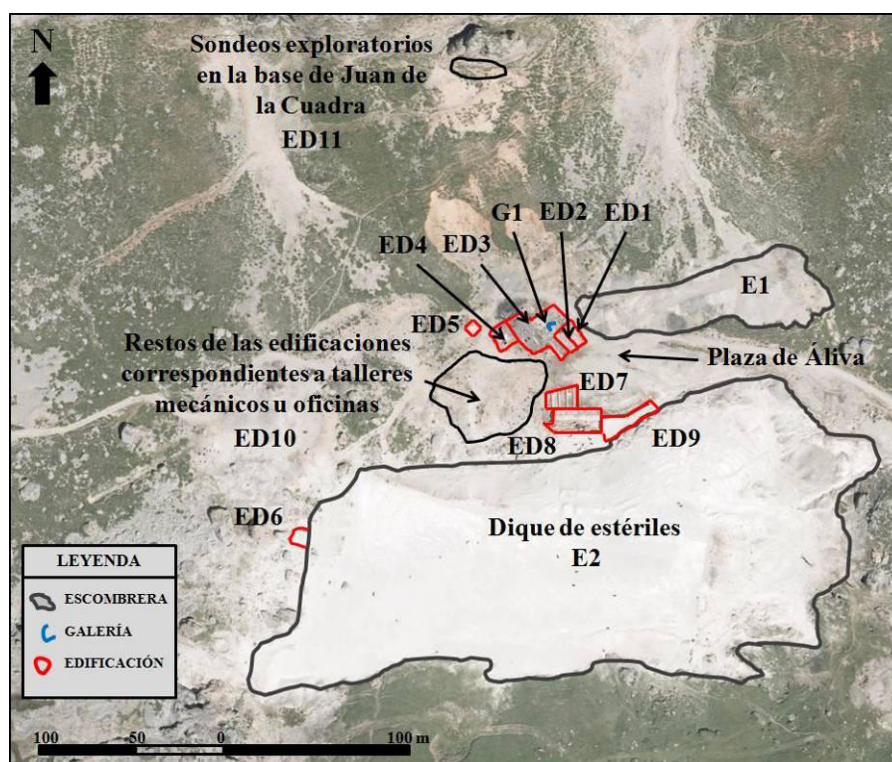 N
Sondeos exploratorios
en la base de Juan de
la Cuadra
ED11
G1
ED2
ED1
ED4
ED3
E1
ED5
Restos de las edificaciones
correspondientes a talleres
mecánicos u oficinas
ED10
Plaza de Áliva
ED7
ED8
ED9
ED6
Dique de estériles
E2
LEYENDA
ESCOMBRERA
GALERÍA
EDIFICACIÓN
100 50 0 100 m